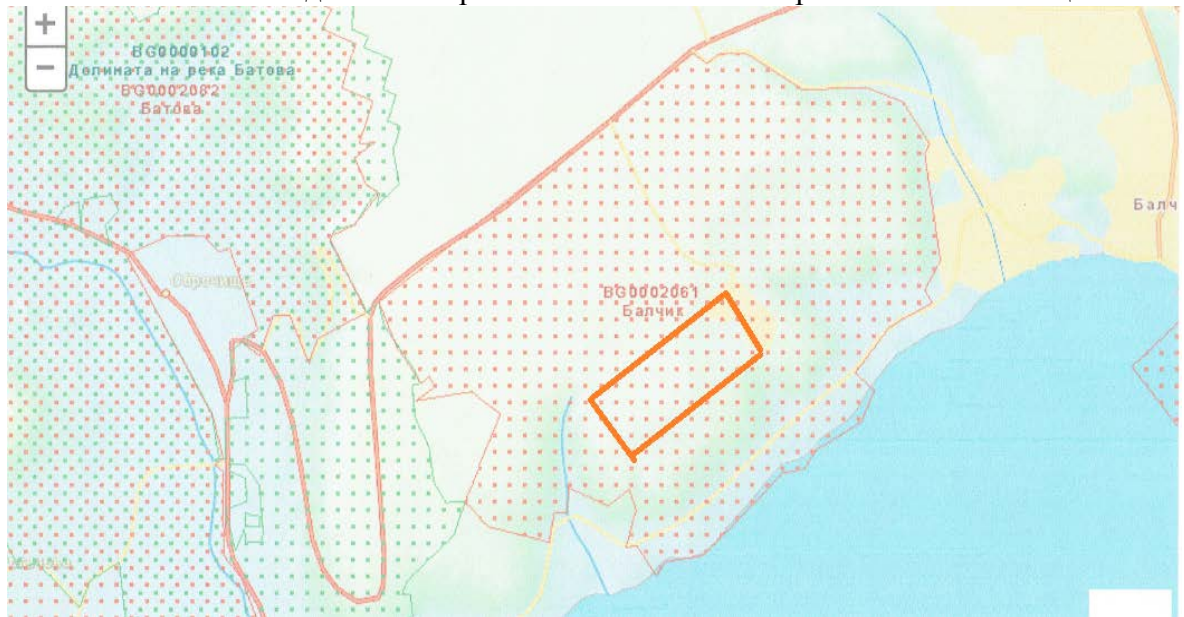 +
−
BG0000102
Долината на река Батова
BG0002082
Батова
Оброчище
BG0002061
Балчик
Балч